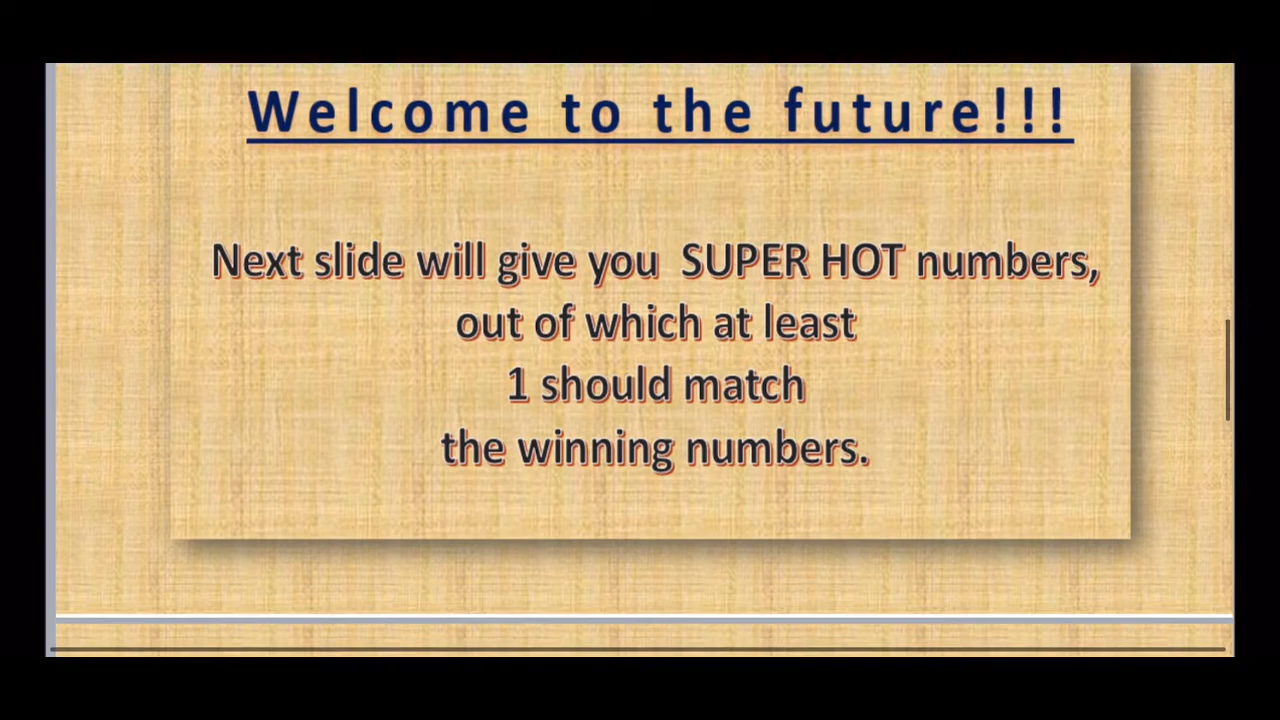 Welcome to the future!!!
Next slide will give you SUPER HOT numbers,
out of which at least
1 should match
the winning numbers.